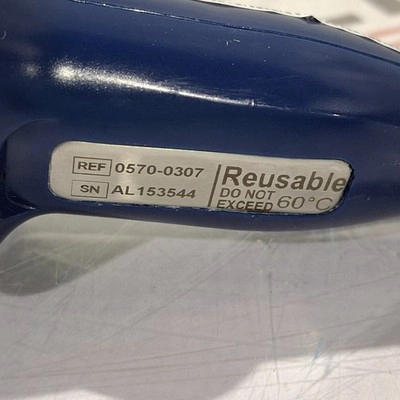 REF 0570-0307
SN AL153544
Reusable
DO NOT
EXCEED 60°C